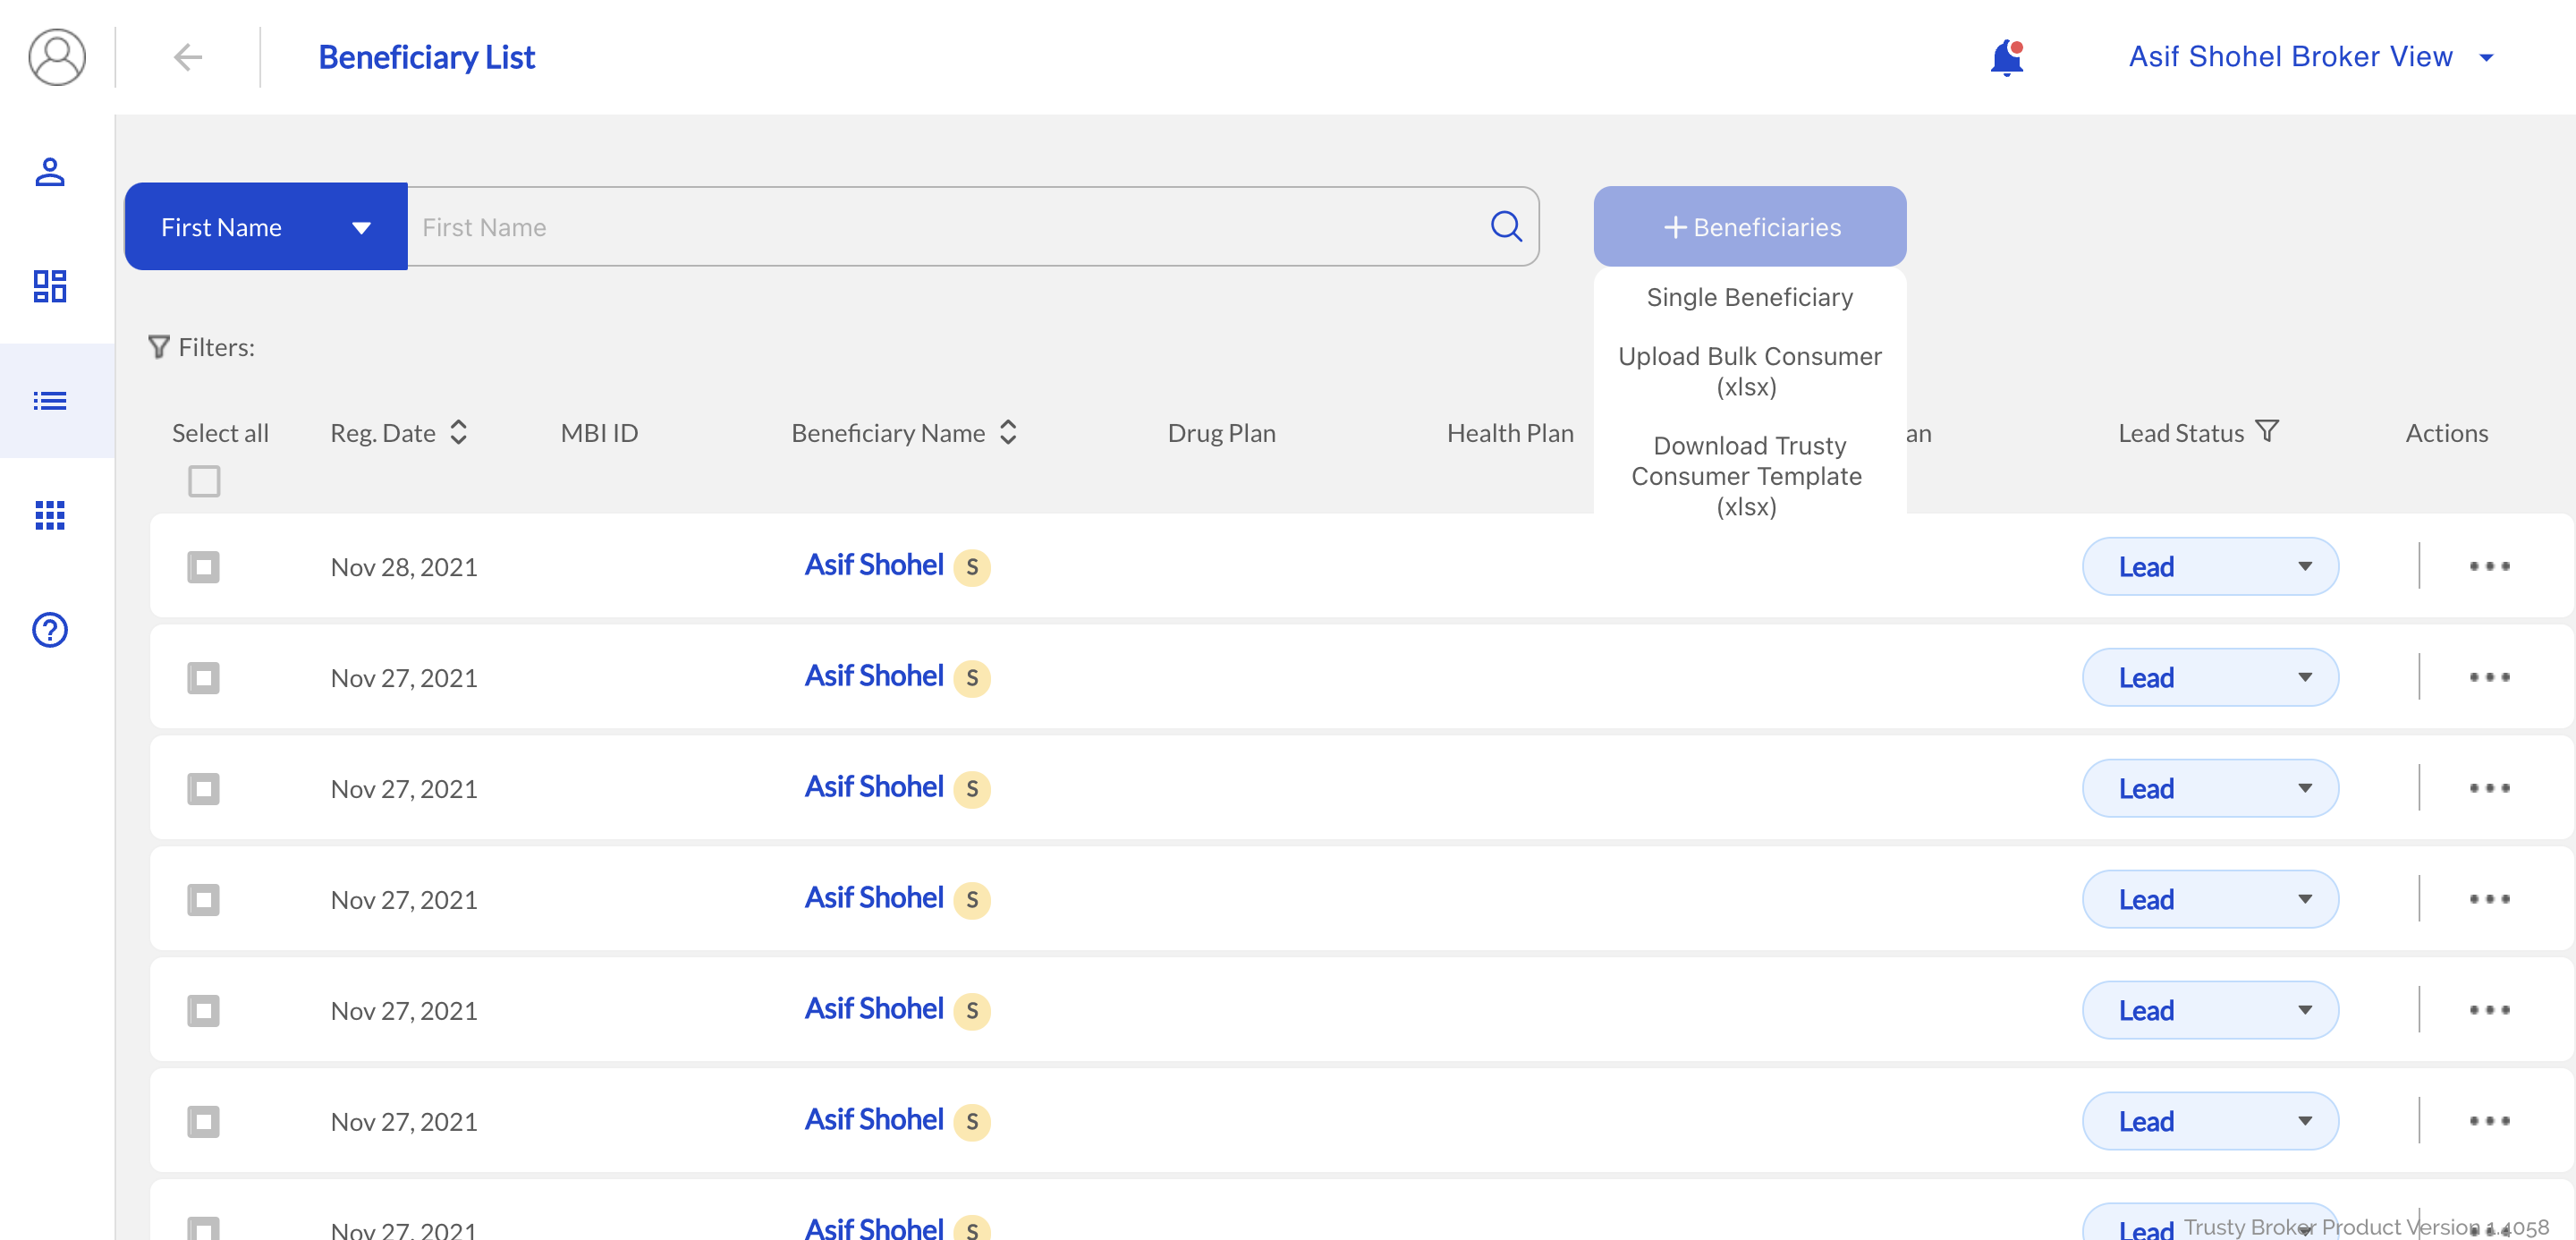 Beneficiary List
Asif Shohel Broker View
First Name
First Name
Beneficiaries
Single Beneficiary
Upload Bulk Consumer
(xlsx)
Download Trusty
Consumer Template
(xlsx)
Filters:
Select all Reg. Date MBI ID Beneficiary Name Drug Plan Health Plan an Lead Status Actions
Nov 28, 2021 Asif Shohel S Lead
Nov 27, 2021 Asif Shohel S Lead
Nov 27, 2021 Asif Shohel S Lead
Nov 27, 2021 Asif Shohel S Lead
Nov 27, 2021 Asif Shohel S Lead
Nov 27, 2021 Asif Shohel S Lead
Nov 27, 2021 Asif Shohel S Lead
Trusty Broker Product Version 1.4058